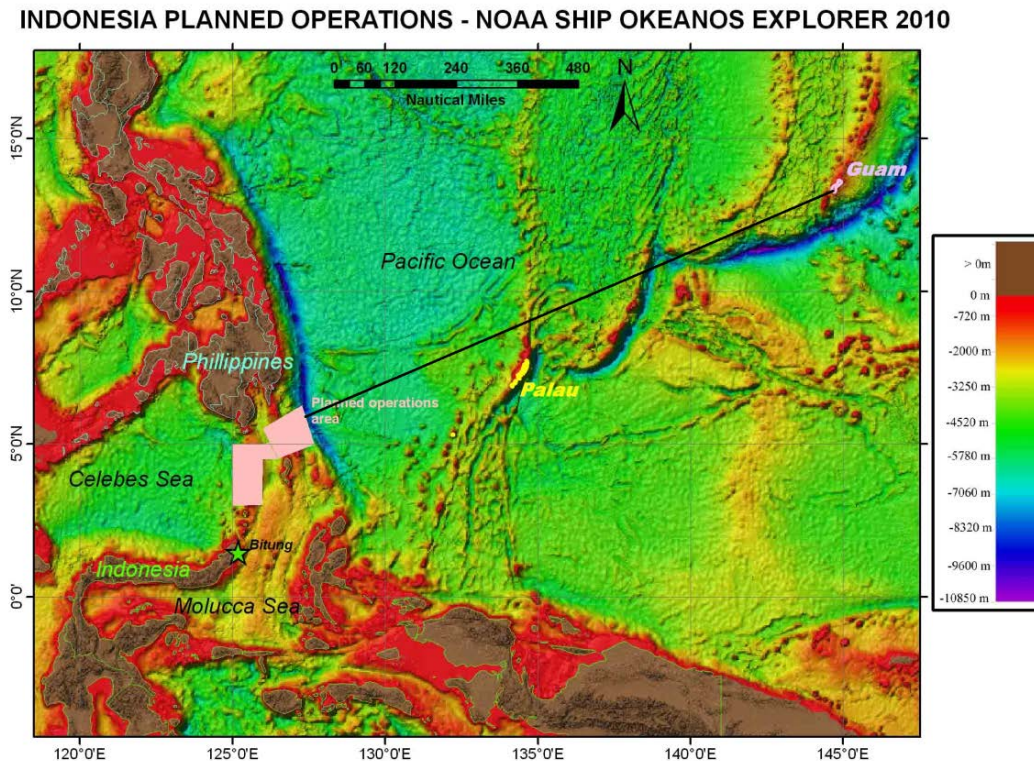 INDONESIA PLANNED OPERATIONS - NOAA SHIP OKEANOS EXPLORER 2010
0 60 120 240 360 480
Nautical Miles
N
15°0'N
10°0'N
5°0'N
0°0'
Guam
Pacific Ocean
Phillippines
Palau
Planned operations
area
Celebes Sea
Bitung
Indonesia
Molucca Sea
120°0'E 125°0'E 130°0'E 135°0'E 140°0'E 145°0'E
> 0m
0 m
-720 m
-2000 m
-3250 m
-4520 m
-5780 m
-7060 m
-8320 m
-9600 m
-10850 m